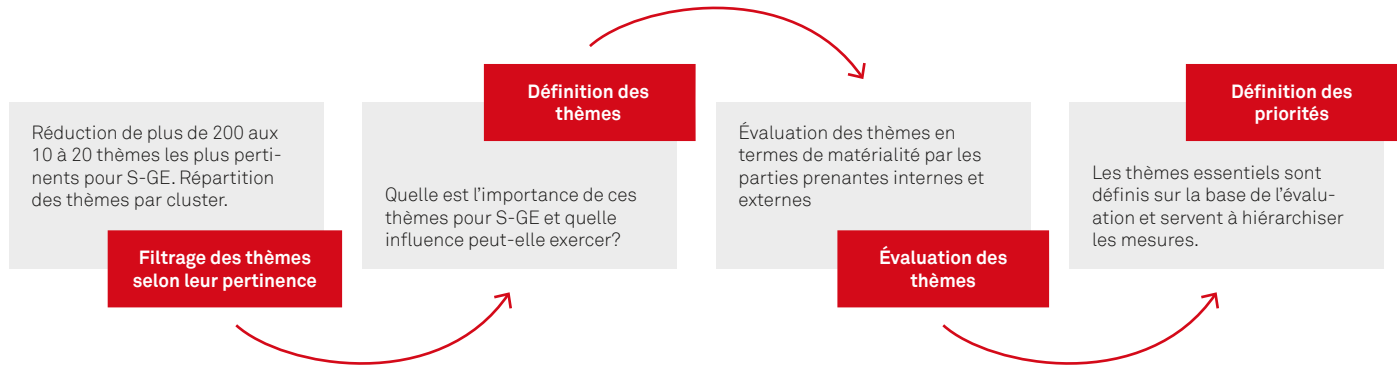 Réduction de plus de 200 aux
10 à 20 thèmes les plus perti-
nents pour S-GE. Répartition
des thèmes par cluster.
Filtrage des thèmes
selon leur pertinence
Définition des
thèmes
Quelle est l’importance de ces
thèmes pour S-GE et quelle
influence peut-elle exercer?
Évaluation des thèmes en
termes de matérialité par les
parties prenantes internes et
externes
Évaluation des
thèmes
Définition des
priorités
Les thèmes essentiels sont
définis sur la base de l’évalu-
ation et servent à hiérarchiser
les mesures.